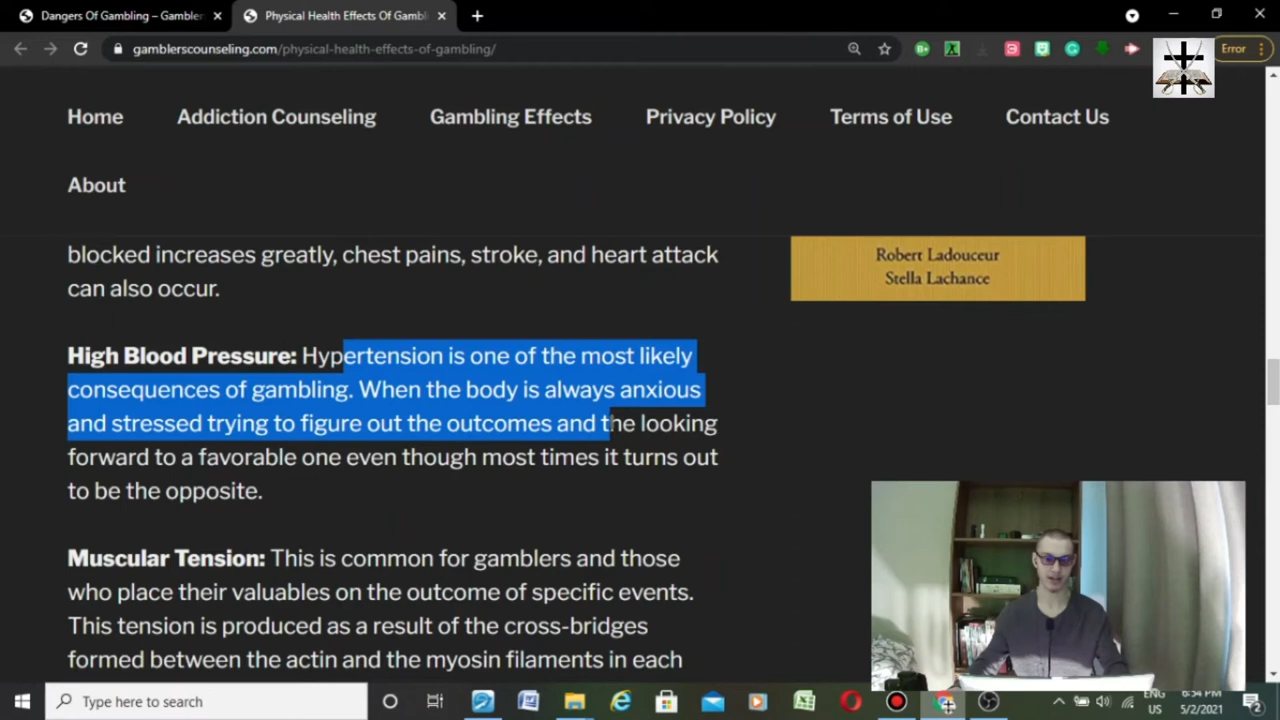 Dangers Of Gambling – Gambler
Physical Health Effects Of Gambl
gamblerscounseling.com/physical-health-effects-of-gambling/
Error
Home
Addiction Counseling
Gambling Effects
Privacy Policy
Terms of Use
Contact Us
About
blocked increases greatly, chest pains, stroke, and heart attack
can also occur.
Robert Ladouceur
Stella Lachance
High Blood Pressure: Hypertension is one of the most likely
consequences of gambling. When the body is always anxious
and stressed trying to figure out the outcomes and the looking
forward to a favorable one even though most times it turns out
to be the opposite.
Muscular Tension: This is common for gamblers and those
who place their valuables on the outcome of specific events.
This tension is produced as a result of the cross-bridges
formed between the actin and the myosin filaments in each
Type here to search
ENG
US
6:54 PM
5/2/2021
2